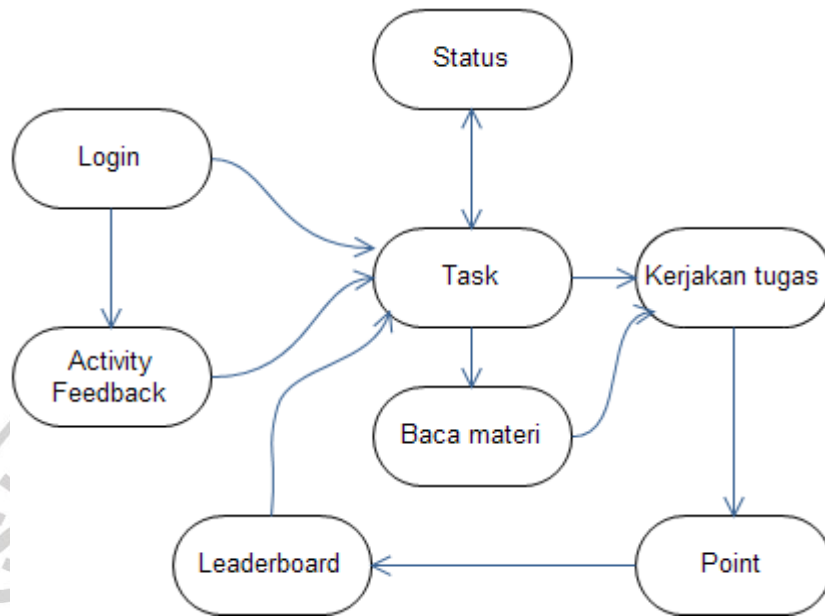 Status
Login
Task
Kerjakan tugas
Activity
Feedback
Baca materi
Leaderboard
Point